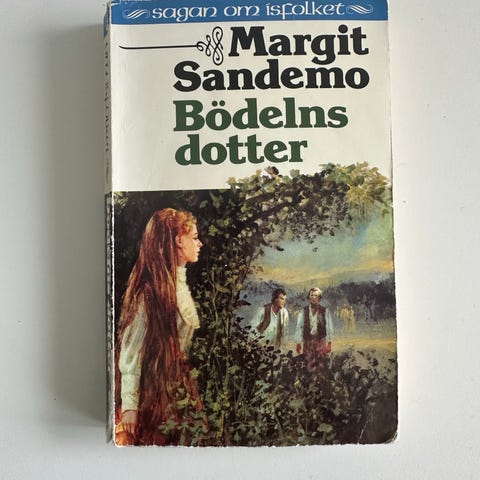 sagan om isfolket
Margit
Sandemo
Bödelns
dotter